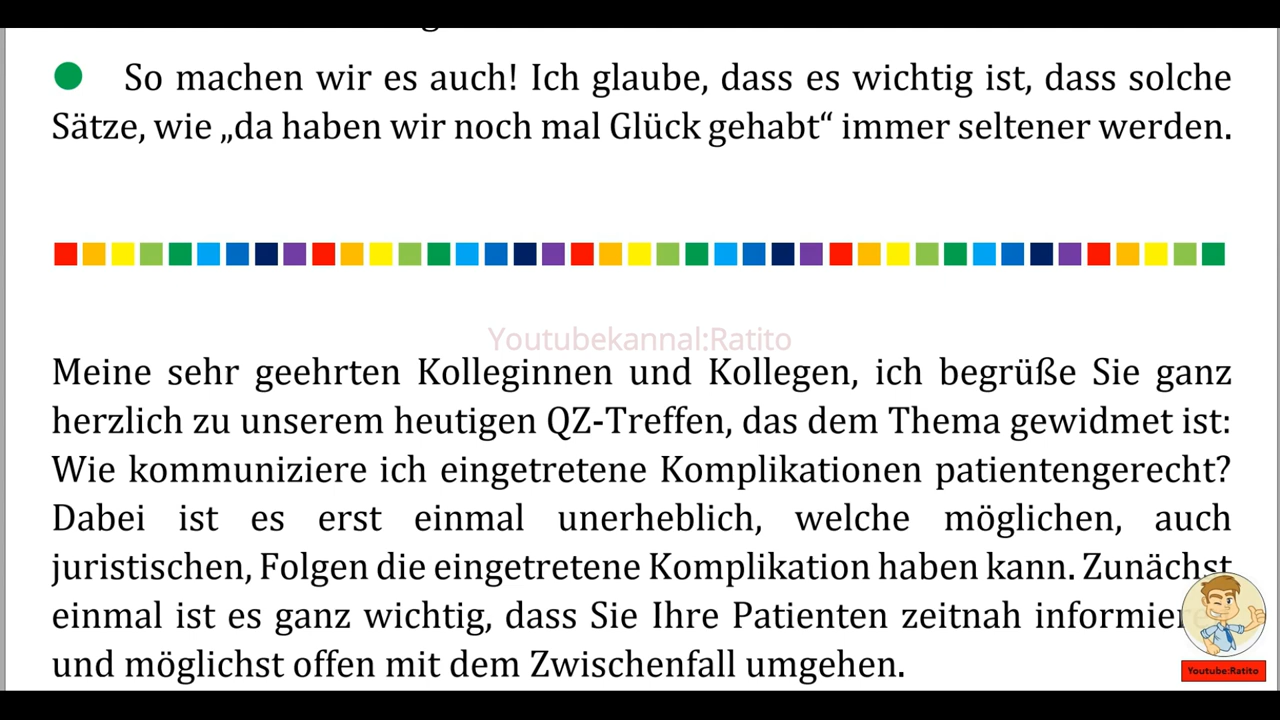 So machen wir es auch! Ich glaube, dass es wichtig ist, dass solche
Sätze, wie „da haben wir noch mal Glück gehabt“ immer seltener werden.
Youtubekannal:Ratito
Meine sehr geehrten Kolleginnen und Kollegen, ich begrüße Sie ganz
herzlich zu unserem heutigen QZ-Treffen, das dem Thema gewidmet ist:
Wie kommuniziere ich eingetretene Komplikationen patientengerecht?
Dabei ist es erst einmal unerheblich, welche möglichen, auch
juristischen, Folgen die eingetretene Komplikation haben kann. Zunächst
einmal ist es ganz wichtig, dass Sie Ihre Patienten zeitnah informieren
und möglichst offen mit dem Zwischenfall umgehen.
Youtube:Ratito